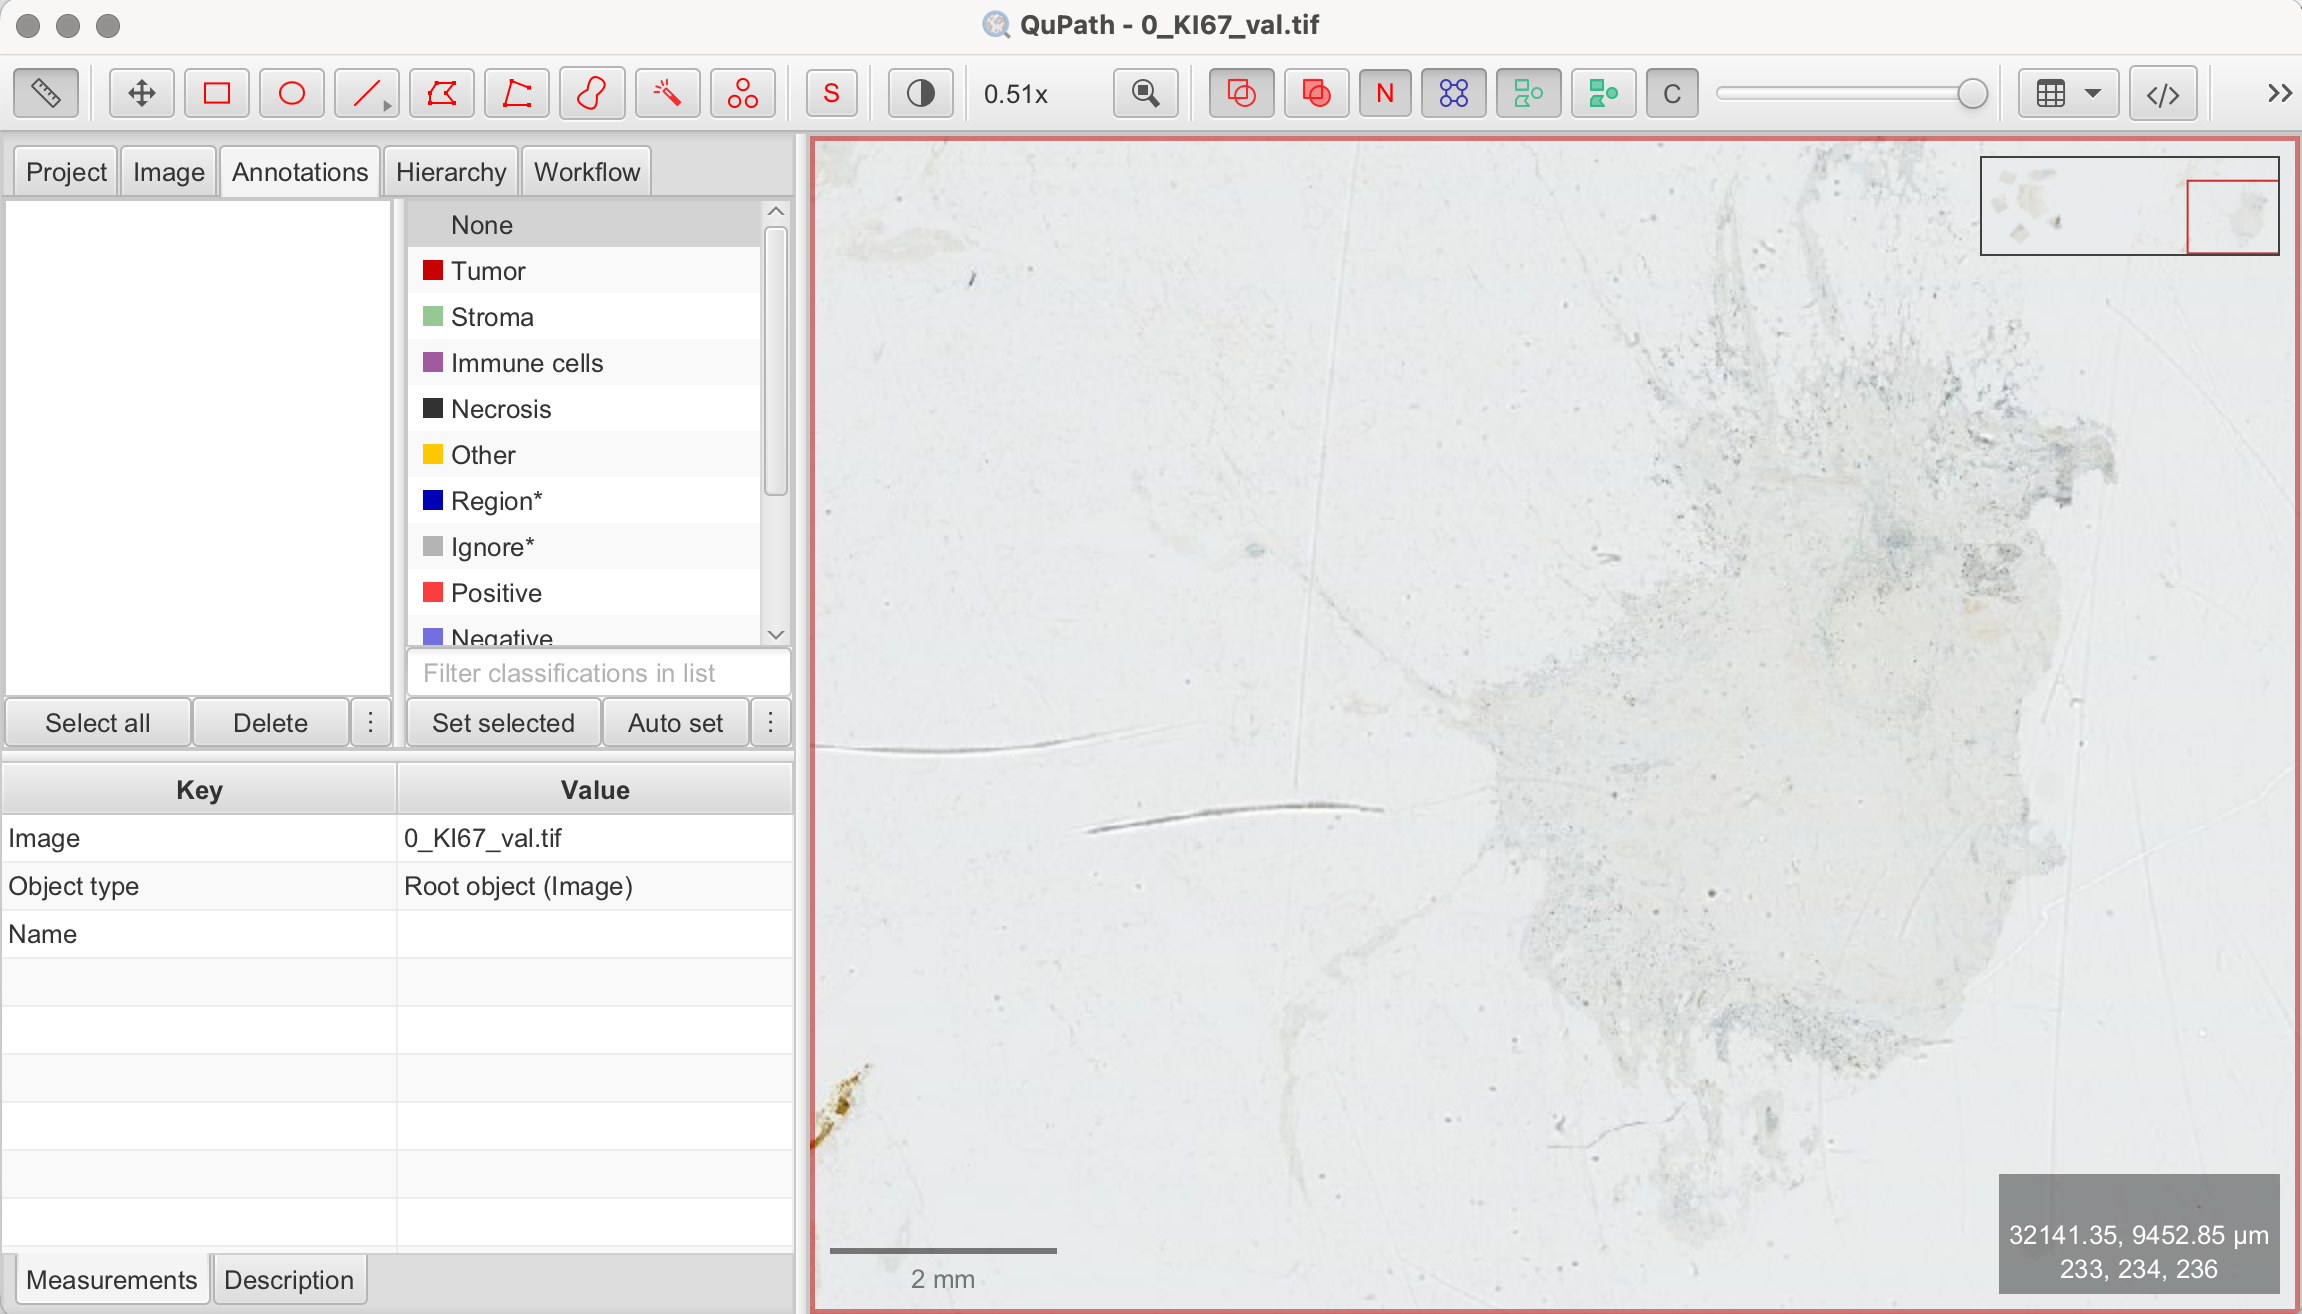 QuPath - 0_KI67_val.tif
S
0.51x
N
C
</>
Project Image Annotations Hierarchy Workflow
None
Tumor
Stroma
Immune cells
Necrosis
Other
Region*
Ignore*
Positive
Negative
Filter classifications in list
Select all Delete ⋮ Set selected Auto set ⋮
Key Value
Image 0_KI67_val.tif
Object type Root object (Image)
Name
Measurements Description
2 mm
32141.35, 9452.85 µm
233, 234, 236